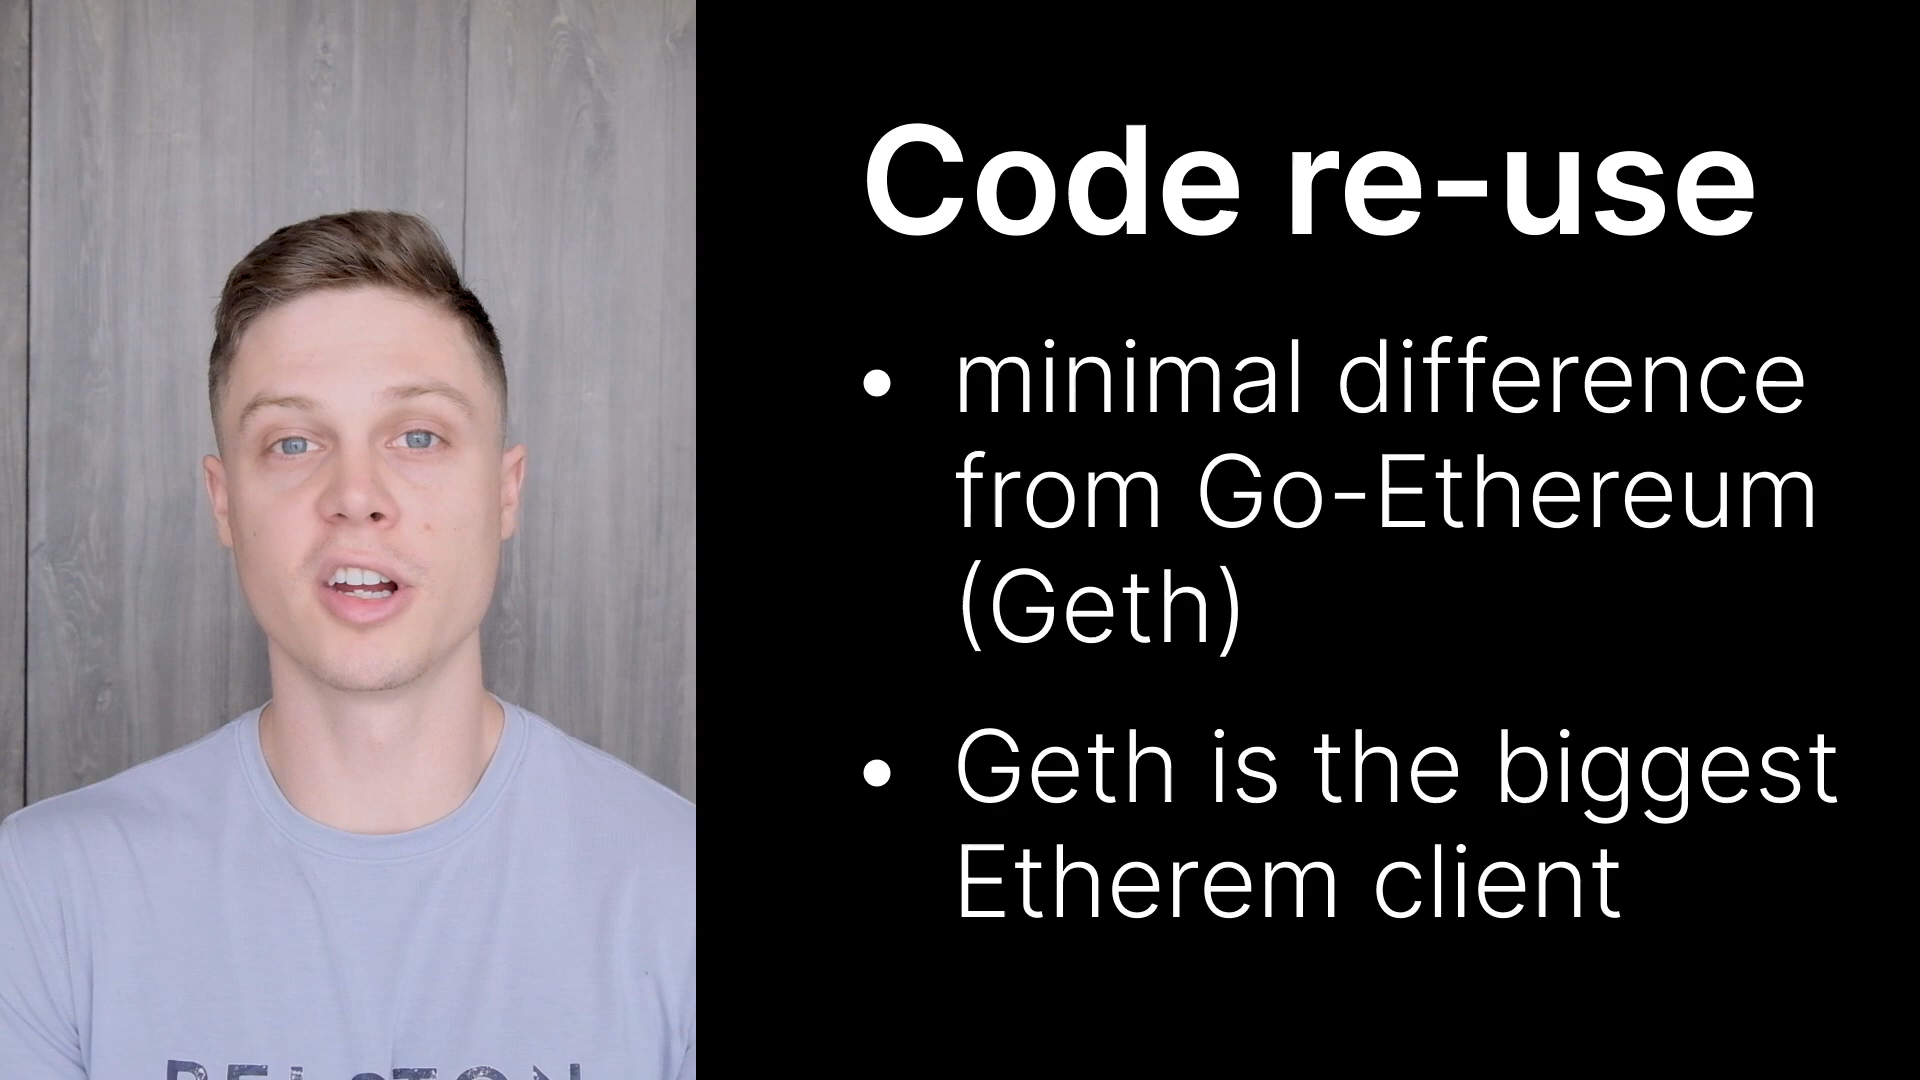 Code re-use
• minimal difference
from Go-Ethereum
(Geth)
• Geth is the biggest
Etherem client